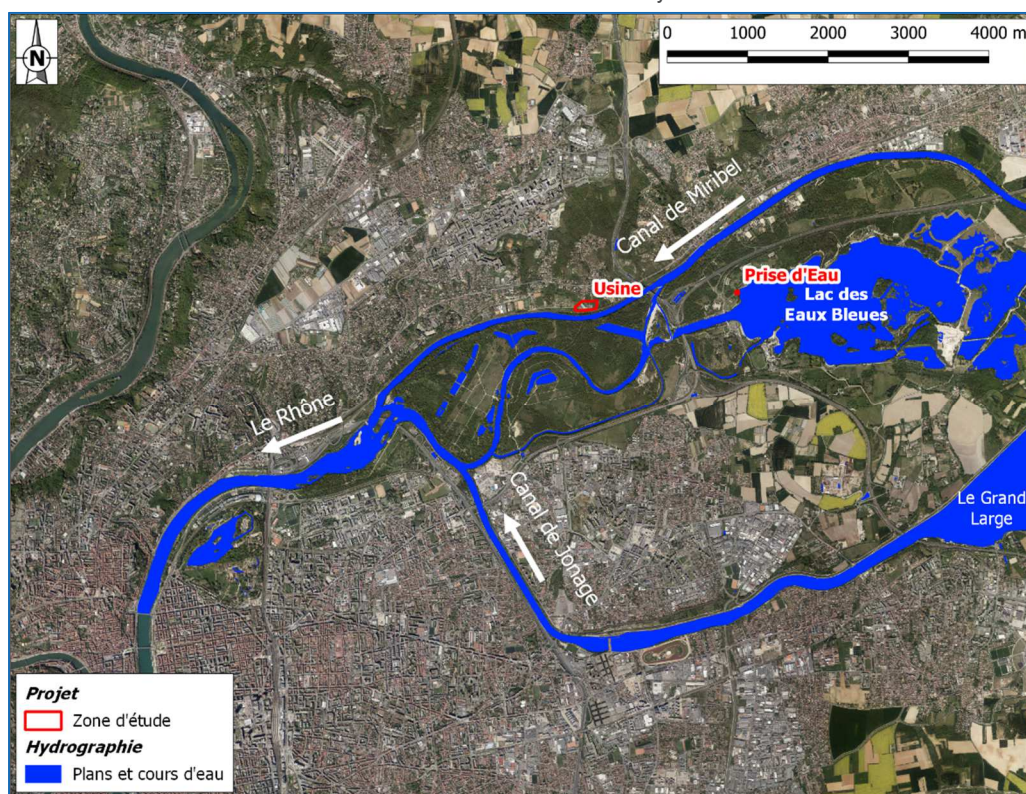 N
0 1000 2000 3000 4000 m
Canal de Miribel
Usine
Prise d'Eau
Lac des
Eaux Bleues
Le Rhône
Canal de Jonage
Le Grand
Large
Projet
Zone d'étude
Hydrographie
Plans et cours d'eau